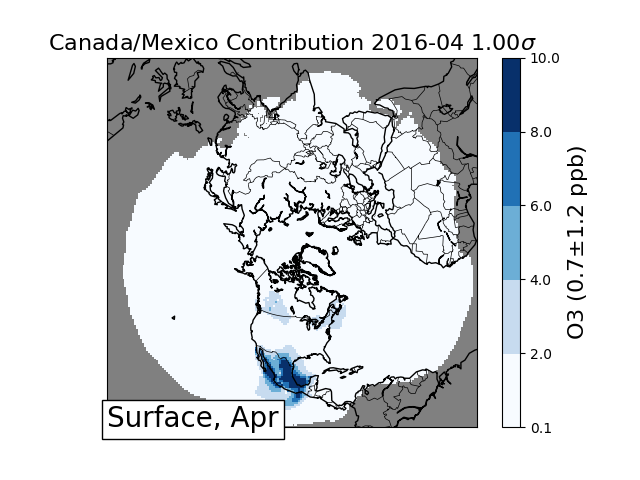 Canada/Mexico Contribution 2016-04 1.00σ
10.0
8.0
6.0
4.0
2.0
0.1
O3 (0.7±1.2 ppb)
Surface, Apr